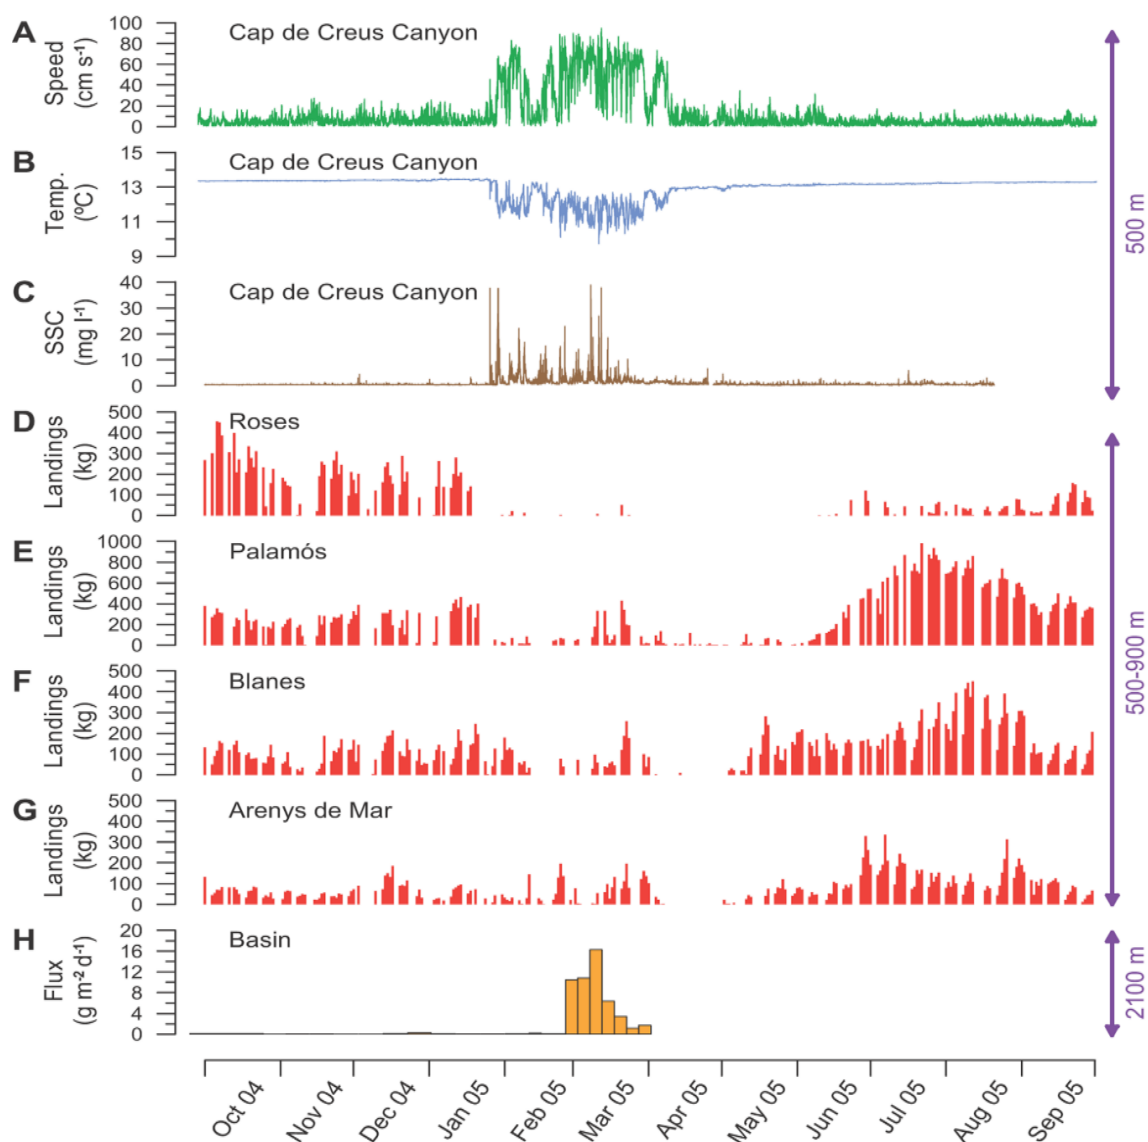 A
Speed
(cm s⁻¹)
100
80
60
40
20
0
Cap de Creus Canyon
B
Temp.
(ºC)
15
13
11
9
Cap de Creus Canyon
C
SSC
(mg l⁻¹)
40
30
20
10
0
Cap de Creus Canyon
500 m
D
Landings
(kg)
500
400
300
200
100
0
Roses
E
Landings
(kg)
1000
800
600
400
200
0
Palamós
F
Landings
(kg)
500
400
300
200
100
0
Blanes
G
Landings
(kg)
500
400
300
200
100
0
Arenys de Mar
500-900 m
H
Flux
(g m⁻² d⁻¹)
20
16
12
8
4
0
Basin
2100 m
Oct 04
Nov 04
Dec 04
Jan 05
Feb 05
Mar 05
Apr 05
May 05
Jun 05
Jul 05
Aug 05
Sep 05